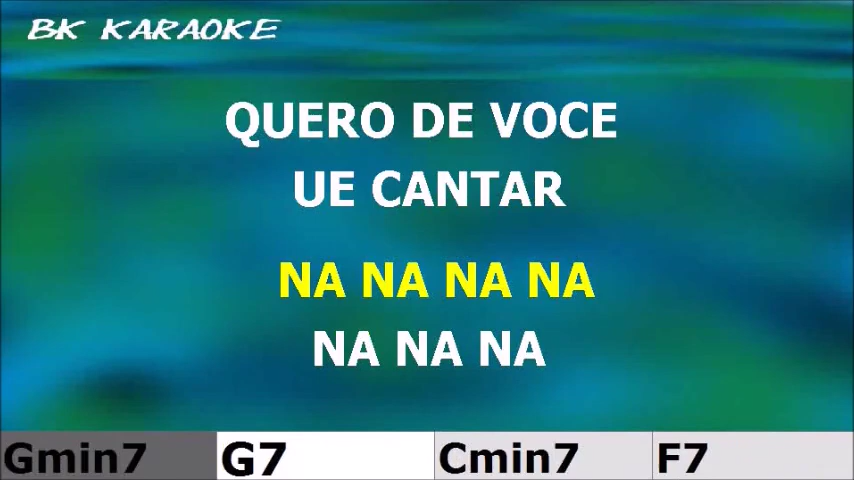 BK KARAOKE
QUERO DE VOCE
UE CANTAR
NA NA NA NA
NA NA NA
Gmin7 G7 Cmin7 F7